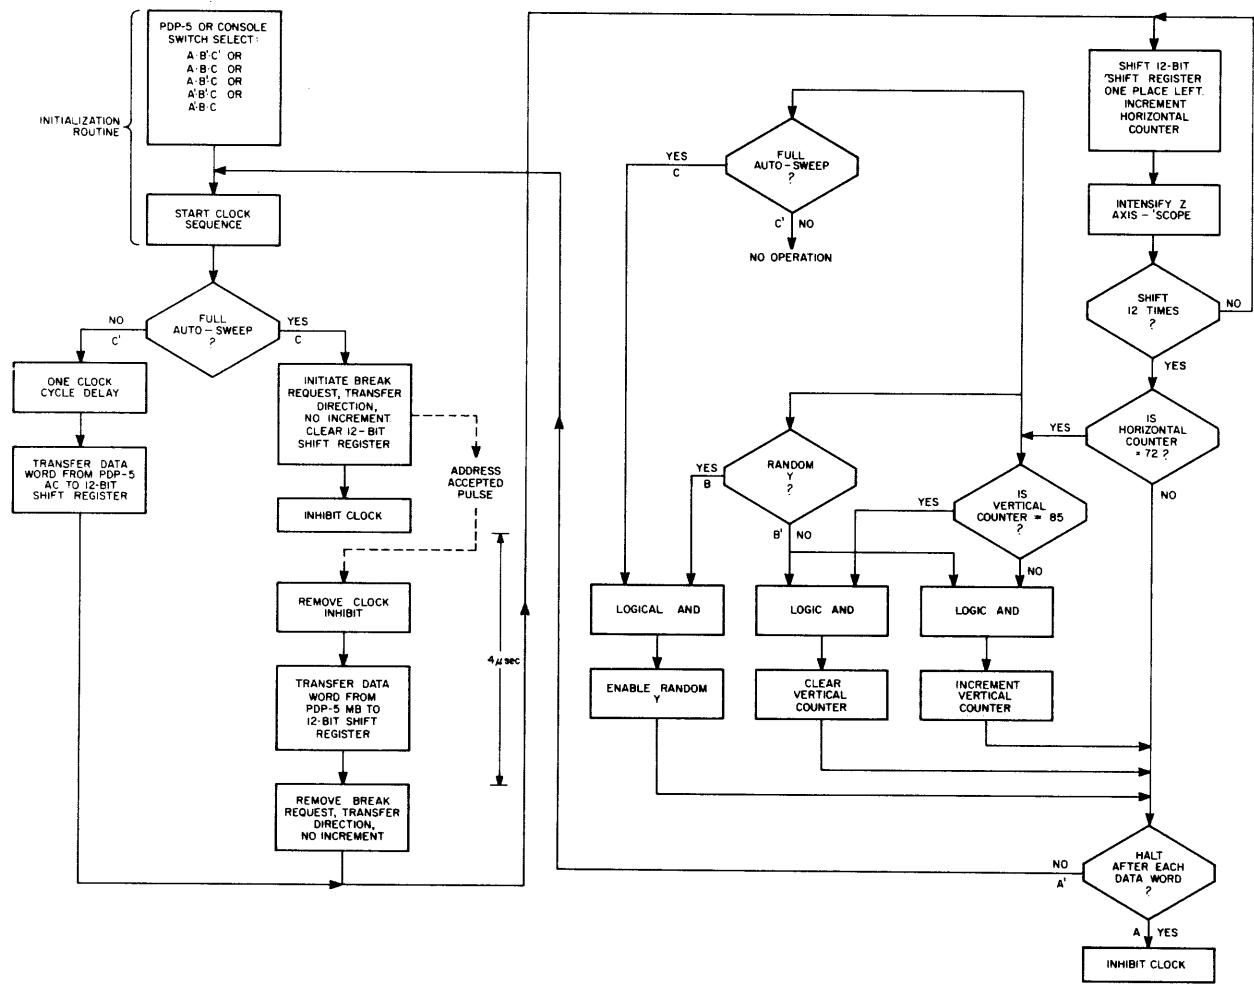 PDP-5 OR CONSOLE
SWITCH SELECT:
A·B'·C' OR
A·B·C OR
A·B'·C OR
A'·B'·C OR
A'·B·C
INITIALIZATION
ROUTINE
START CLOCK
SEQUENCE
FULL
AUTO-SWEEP
?
NO
C'
YES
C
ONE CLOCK
CYCLE DELAY
TRANSFER DATA
WORD FROM PDP-5
AC TO 12-BIT
SHIFT REGISTER
INITIATE BREAK
REQUEST, TRANSFER
DIRECTION,
NO INCREMENT.
CLEAR 12-BIT
SHIFT REGISTER
INHIBIT CLOCK
ADDRESS
ACCEPTED
PULSE
REMOVE CLOCK
INHIBIT
4μsec
TRANSFER DATA
WORD FROM
PDP-5 MB TO
12-BIT SHIFT
REGISTER
REMOVE BREAK
REQUEST, TRANSFER
DIRECTION,
NO INCREMENT
SHIFT 12-BIT
SHIFT REGISTER
ONE PLACE LEFT.
INCREMENT
HORIZONTAL
COUNTER
INTENSIFY Z
AXIS-'SCOPE
SHIFT
12 TIMES
?
NO
YES
IS
HORIZONTAL
COUNTER
= 72 ?
YES
NO
FULL
AUTO-SWEEP
?
YES
C
C' NO
NO OPERATION
RANDOM
Y
?
YES
B
B' NO
IS
VERTICAL
COUNTER = 85
?
YES
NO
LOGICAL AND
LOGIC AND
LOGIC AND
ENABLE RANDOM
Y
CLEAR
VERTICAL
COUNTER
INCREMENT
VERTICAL
COUNTER
HALT
AFTER EACH
DATA WORD
?
NO
A'
A YES
INHIBIT CLOCK